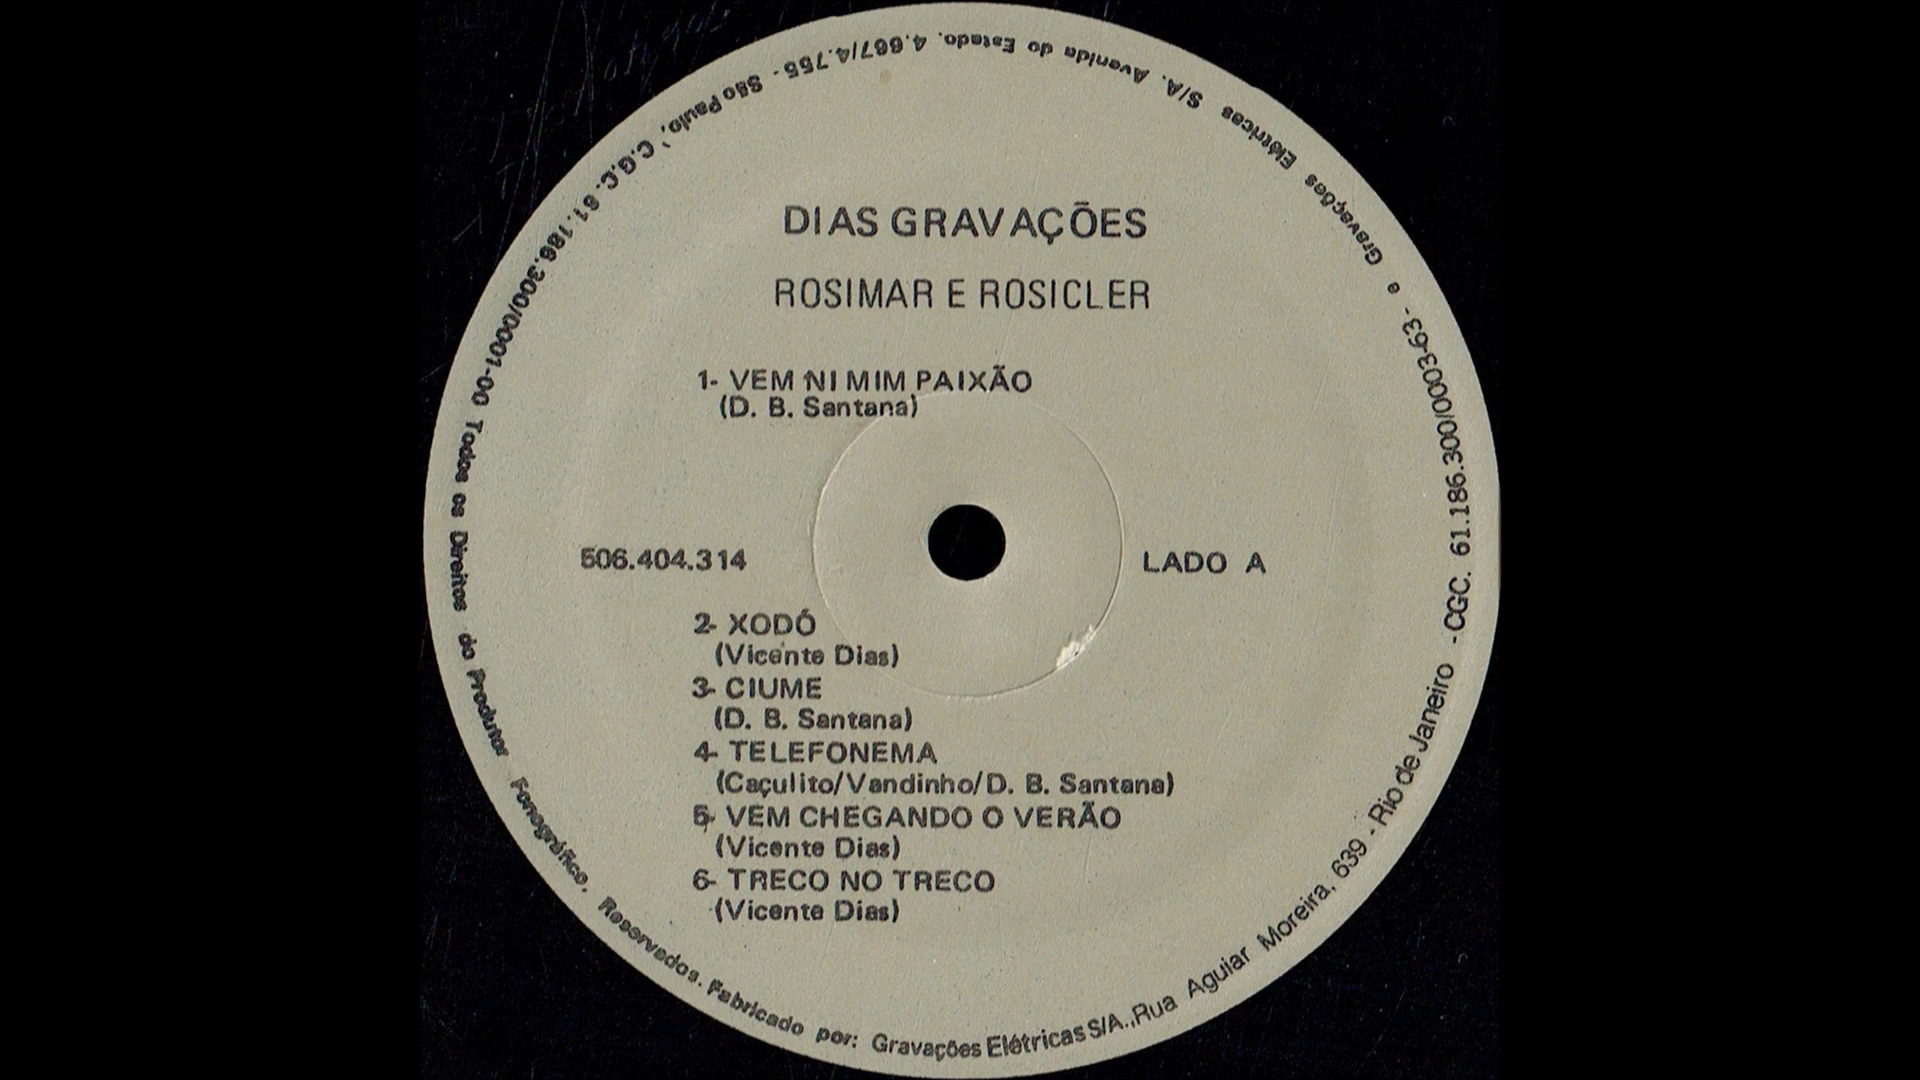 DIAS GRAVAÇÕES
ROSIMAR E ROSICLER
1- VEM NI MIM PAIXÃO
(D. B. Santana)
506.404.314
LADO A
2- XODÓ
(Vicente Dias)
3- CIUME
(D. B. Santana)
4- TELEFONEMA
(Caçulito/Vandinho/D. B. Santana)
5- VEM CHEGANDO O VERÃO
(Vicente Dias)
6- TRECO NO TRECO
(Vicente Dias)
Todos os Direitos do Produtor Fonográfico. Reservados. Fabricado por: Gravações Elétricas S/A.,Rua Aguiar Moreira, 639 - Rio de Janeiro -CGC. 61.186.300/0003-63- e Gravações Elétricas S/A. Avenida do Estado, 4.667/4.755 - São Paulo, C.G.C. 61.186.300/0001-00